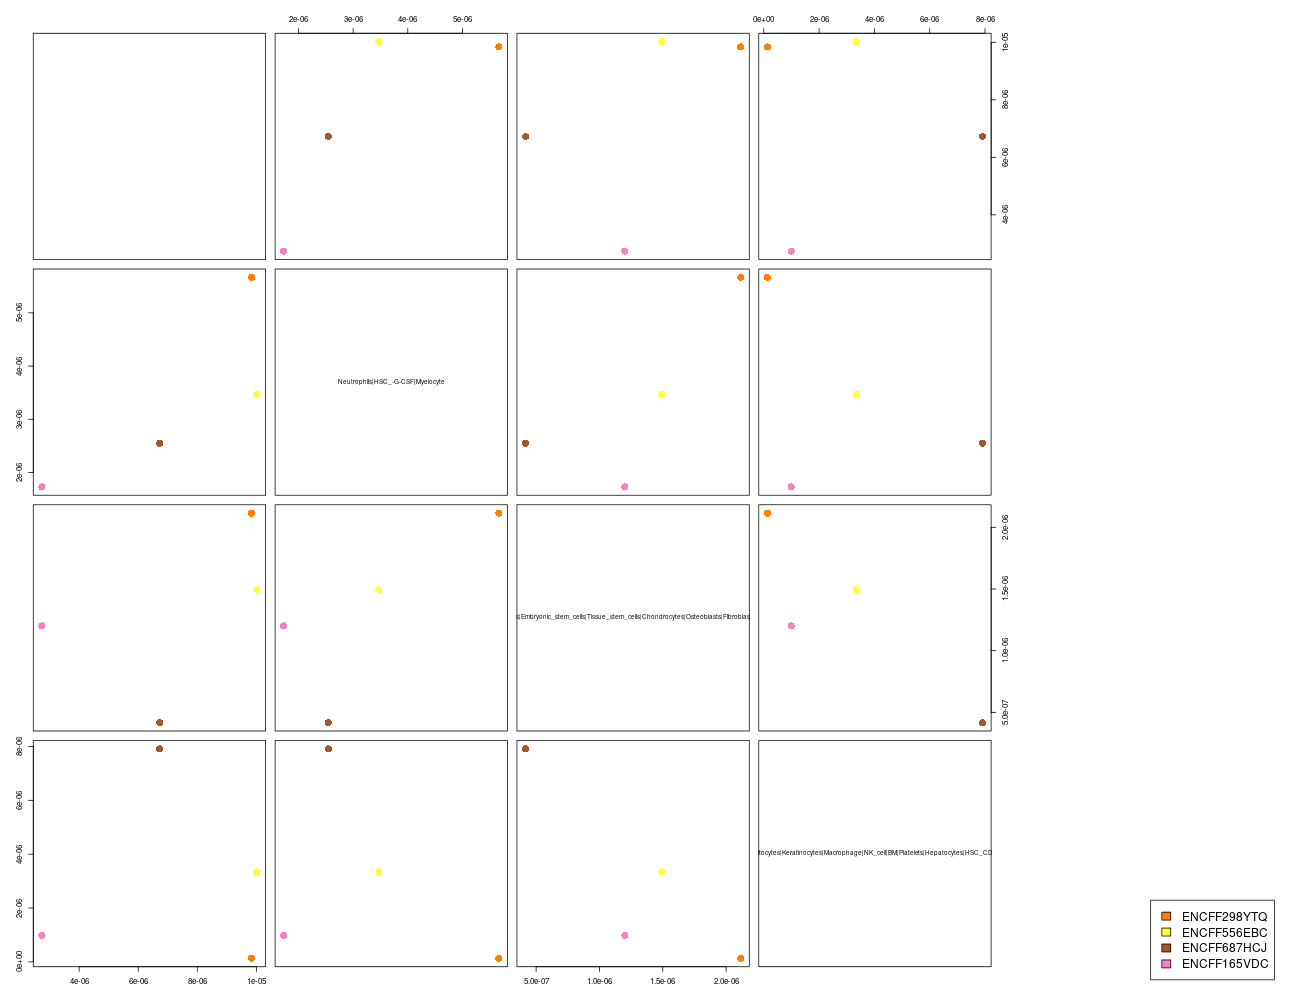 2e-06 3e-06 4e-06 5e-06 0e+00 2e-06 4e-06 6e-06 8e-06
4e-06 6e-06 8e-06 1e-05
2e-06 3e-06 4e-06 5e-06
Neutrophils|HSC_-G-CSF|Myelocyte
s|Embryonic_stem_cells|Tissue_stem_cells|Chondrocytes|Osteoblasts|Fibroblas
5.0e-07 1.0e-06 1.5e-06 2.0e-06
0e+00 2e-06 4e-06 6e-06 8e-06
tocytes|Keratinocytes|Macrophage|NK_cell|BM|Platelets|Hepatocytes|HSC_CD
4e-06 6e-06 8e-06 1e-05 5.0e-07 1.0e-06 1.5e-06 2.0e-06
ENCFF298YTQ
ENCFF556EBC
ENCFF687HCJ
ENCFF165VDC